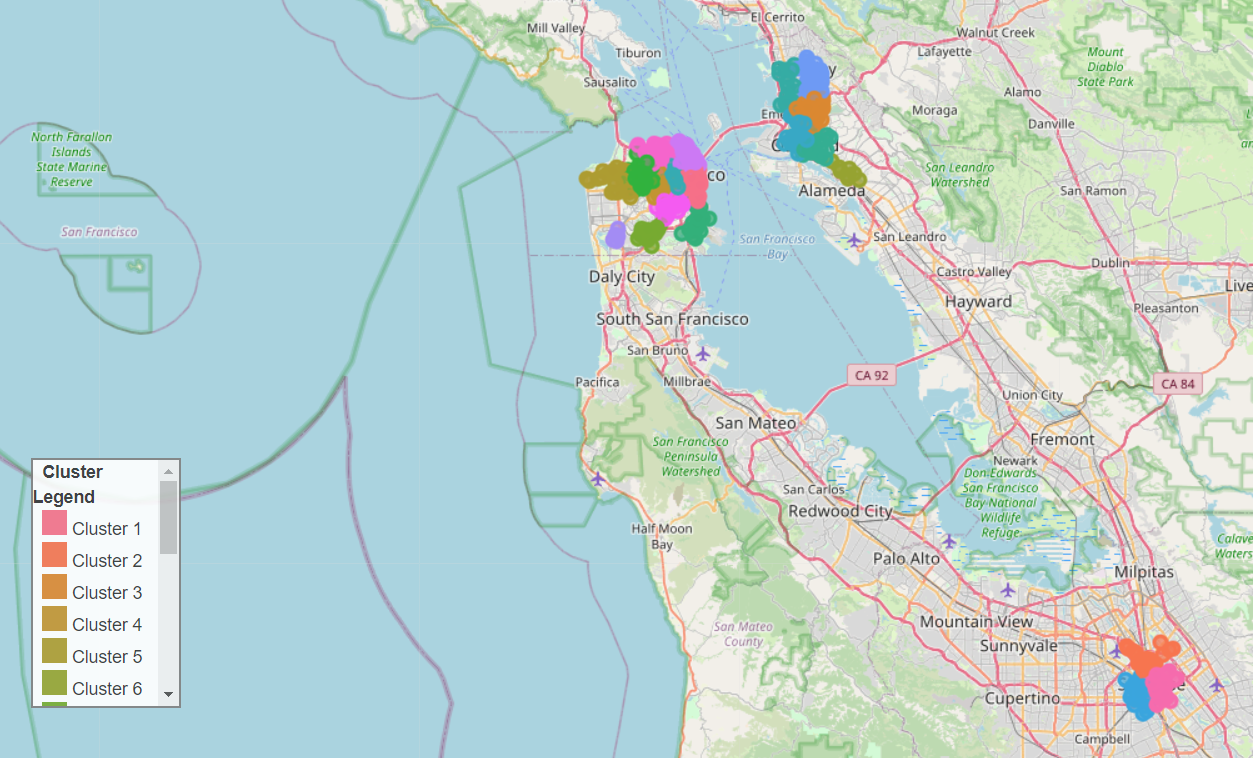 El Cerrito
Mill Valley
Walnut Creek
Tiburon
Lafayette
Mount
Diablo
State Park
Sausalito
Alamo
Moraga
Danville
North Farallon
Islands
State Marine
Reserve
San Leandro
Watershed
Alameda
San Ramon
San Francisco
San Francisco
Bay
San Leandro
Dublin
Castro Valley
Daly City
Hayward
Pleasanton
South San Francisco
San Bruno
Pacifica
Millbrae
CA 92
CA 84
Union City
San Mateo
San Francisco
Peninsula
Watershed
Fremont
Newark
Don Edwards
San Francisco
Bay National
Wildlife
Refuge
San Carlos
Redwood City
Half Moon
Bay
Palo Alto
Milpitas
San Mateo
County
Mountain View
Sunnyvale
Cupertino
Campbell
Cluster
Legend
Cluster 1
Cluster 2
Cluster 3
Cluster 4
Cluster 5
Cluster 6